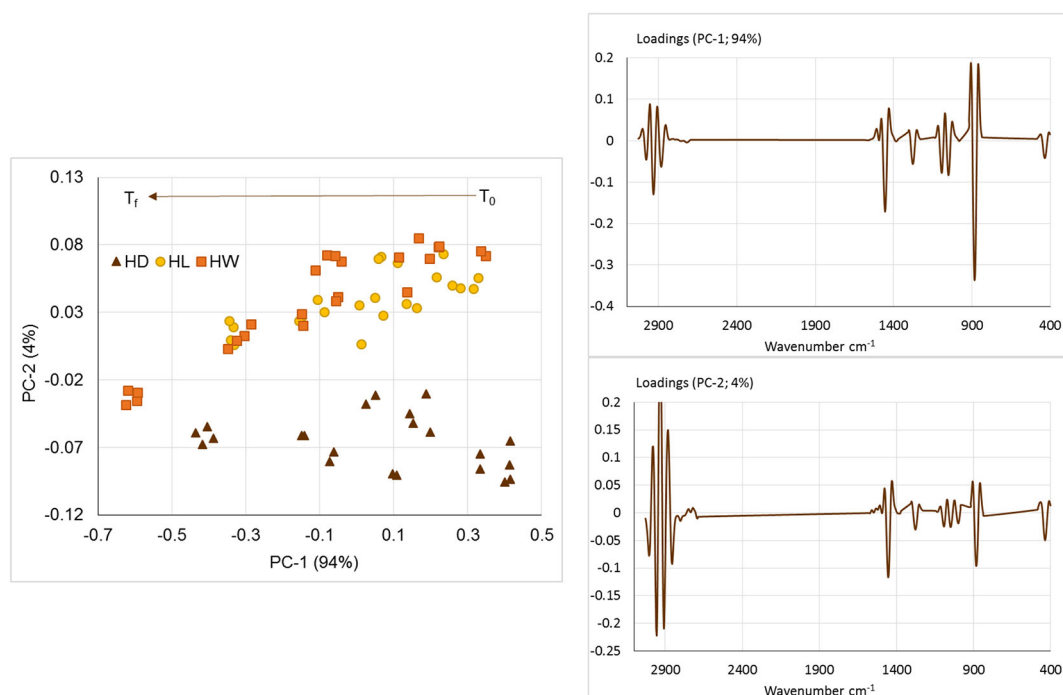 0.13
0.08
0.03
-0.02
-0.07
-0.12
PC-2 (4%)
T_f T_0
HD HL HW
-0.7 -0.5 -0.3 -0.1 0.1 0.3 0.5
PC-1 (94%)
Loadings (PC-1; 94%)
0.2
0.1
0
-0.1
-0.2
-0.3
-0.4
2900 2400 1900 1400 900 400
Wavenumber cm⁻¹
Loadings (PC-2; 4%)
0.2
0.15
0.1
0.05
0
-0.05
-0.1
-0.15
-0.2
-0.25
2900 2400 1900 1400 900 400
Wavenumber cm⁻¹